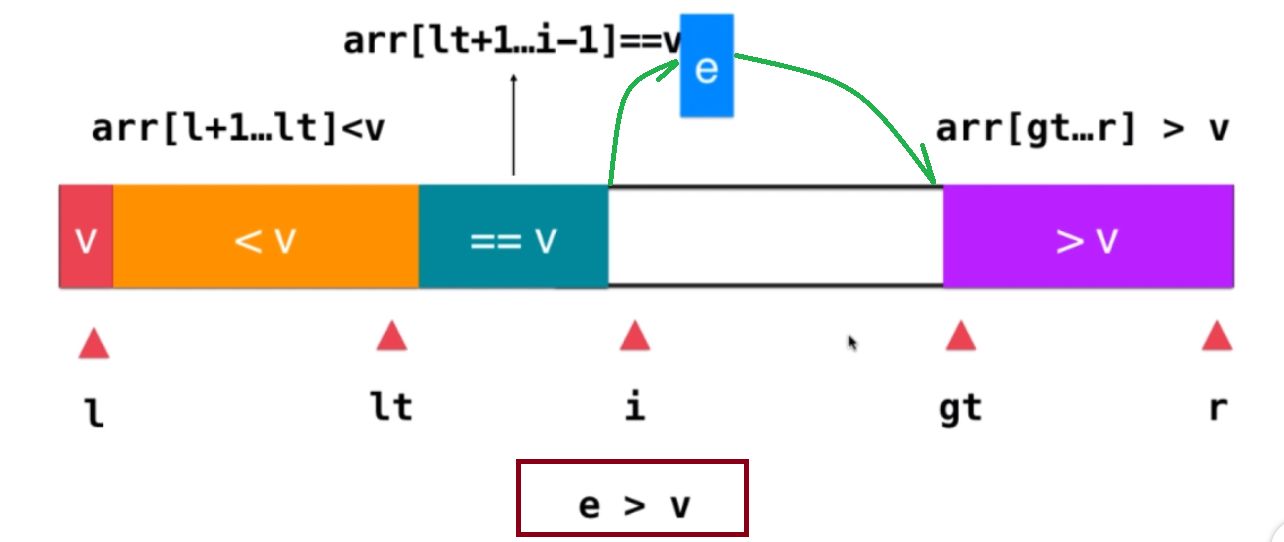 arr[lt+1…i-1]==v
e
arr[l+1…lt]<v
arr[gt…r] > v
v
< v
== v
> v
l
lt
i
gt
r
e > v